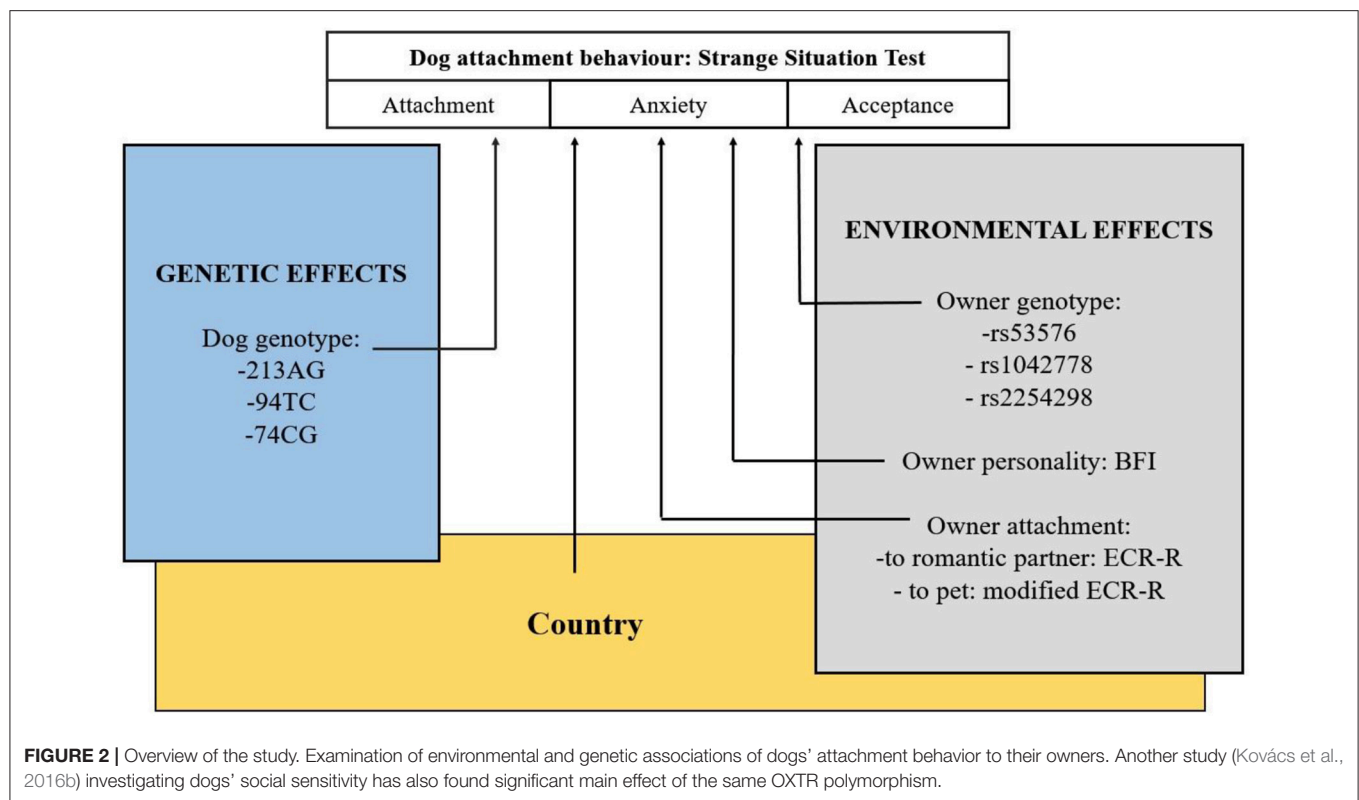 Dog attachment behaviour: Strange Situation Test
Attachment
Anxiety
Acceptance
GENETIC EFFECTS
Dog genotype:
-213AG
-94TC
-74CG
ENVIRONMENTAL EFFECTS
Owner genotype:
-rs53576
- rs1042778
- rs2254298
Owner personality: BFI
Owner attachment:
-to romantic partner: ECR-R
- to pet: modified ECR-R
Country
FIGURE 2 | Overview of the study. Examination of environmental and genetic associations of dogs' attachment behavior to their owners. Another study (Kovács et al.,
2016b) investigating dogs' social sensitivity has also found significant main effect of the same OXTR polymorphism.